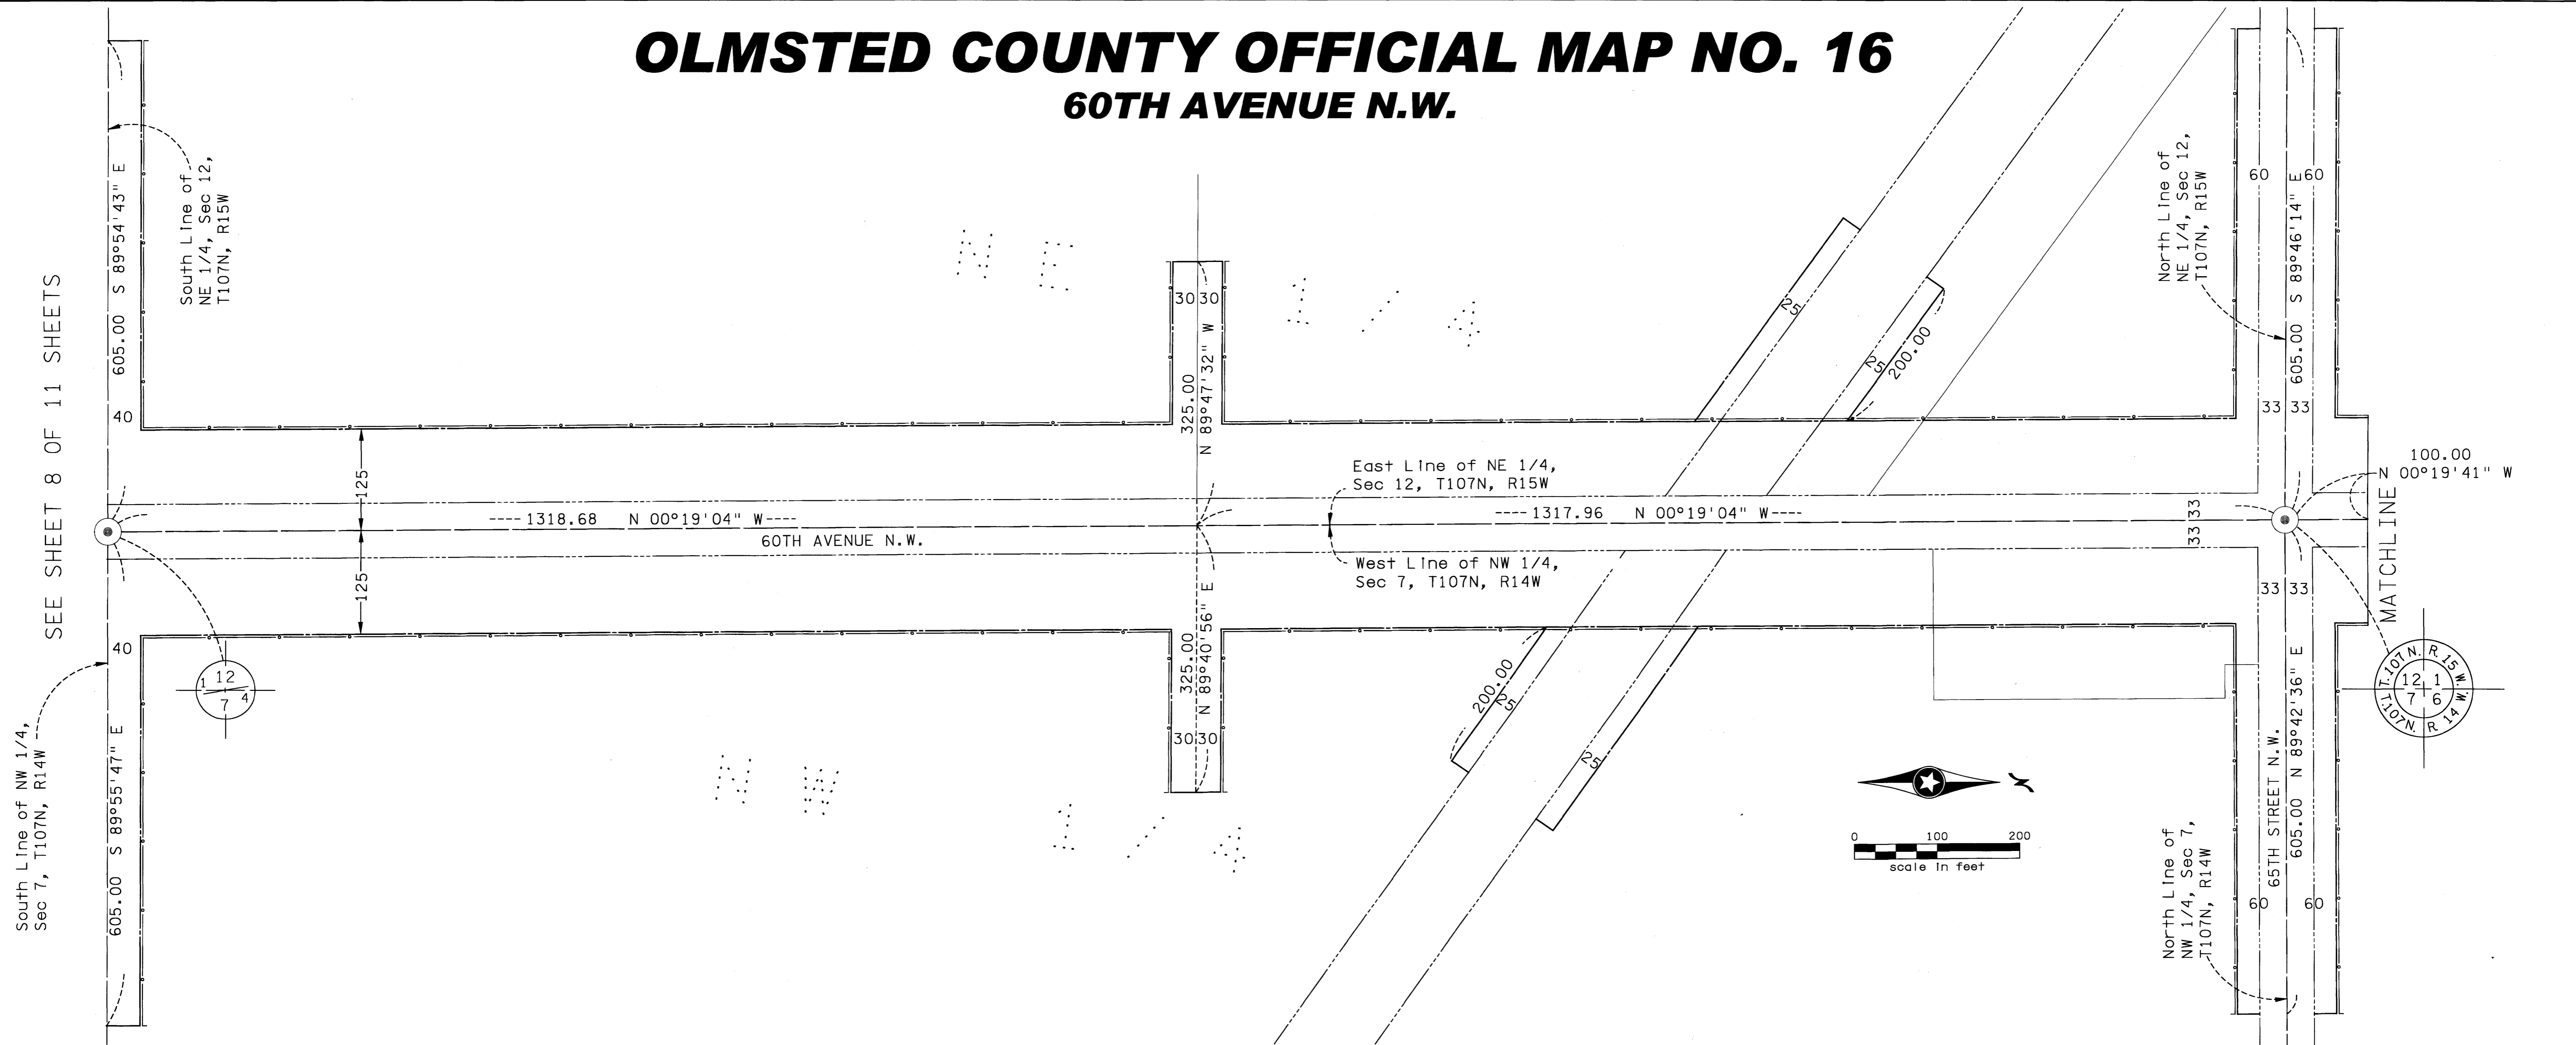 OLMSTED COUNTY OFFICIAL MAP NO. 16
60TH AVENUE N.W.
SEE SHEET 8 OF 11 SHEETS
605.00 S 89°54'43" E
40
South Line of
NE 1/4, Sec 12,
T107N, R15W
N E 1 / 4
30 30
325.00
N 89°47'32" W
25
25
200.00
North Line of
NE 1/4, Sec 12,
T107N, R15W
60 60
605.00 S 89°46'14" E
33 33
100.00
N 00°19'41" W
MATCHLINE
125
East Line of NE 1/4,
Sec 12, T107N, R15W
1318.68 N 00°19'04" W
1317.96 N 00°19'04" W
33 33
60TH AVENUE N.W.
West Line of NW 1/4,
Sec 7, T107N, R14W
125
33 33
40
12
1 4
7
South Line of NW 1/4,
Sec 7, T107N, R14W
605.00 S 89°55'47" E
325.00
N 89°40'56" E
30 30
200.00
25
25
N W 1 / 4
T.107 N. R. 15 W.
12 1
7 6
T.107N. R 14 W.
N
0 100 200
scale in feet
65TH STREET N.W.
605.00 N 89°42'36" E
60 60
North Line of
NW 1/4, Sec 7,
T107N, R14W